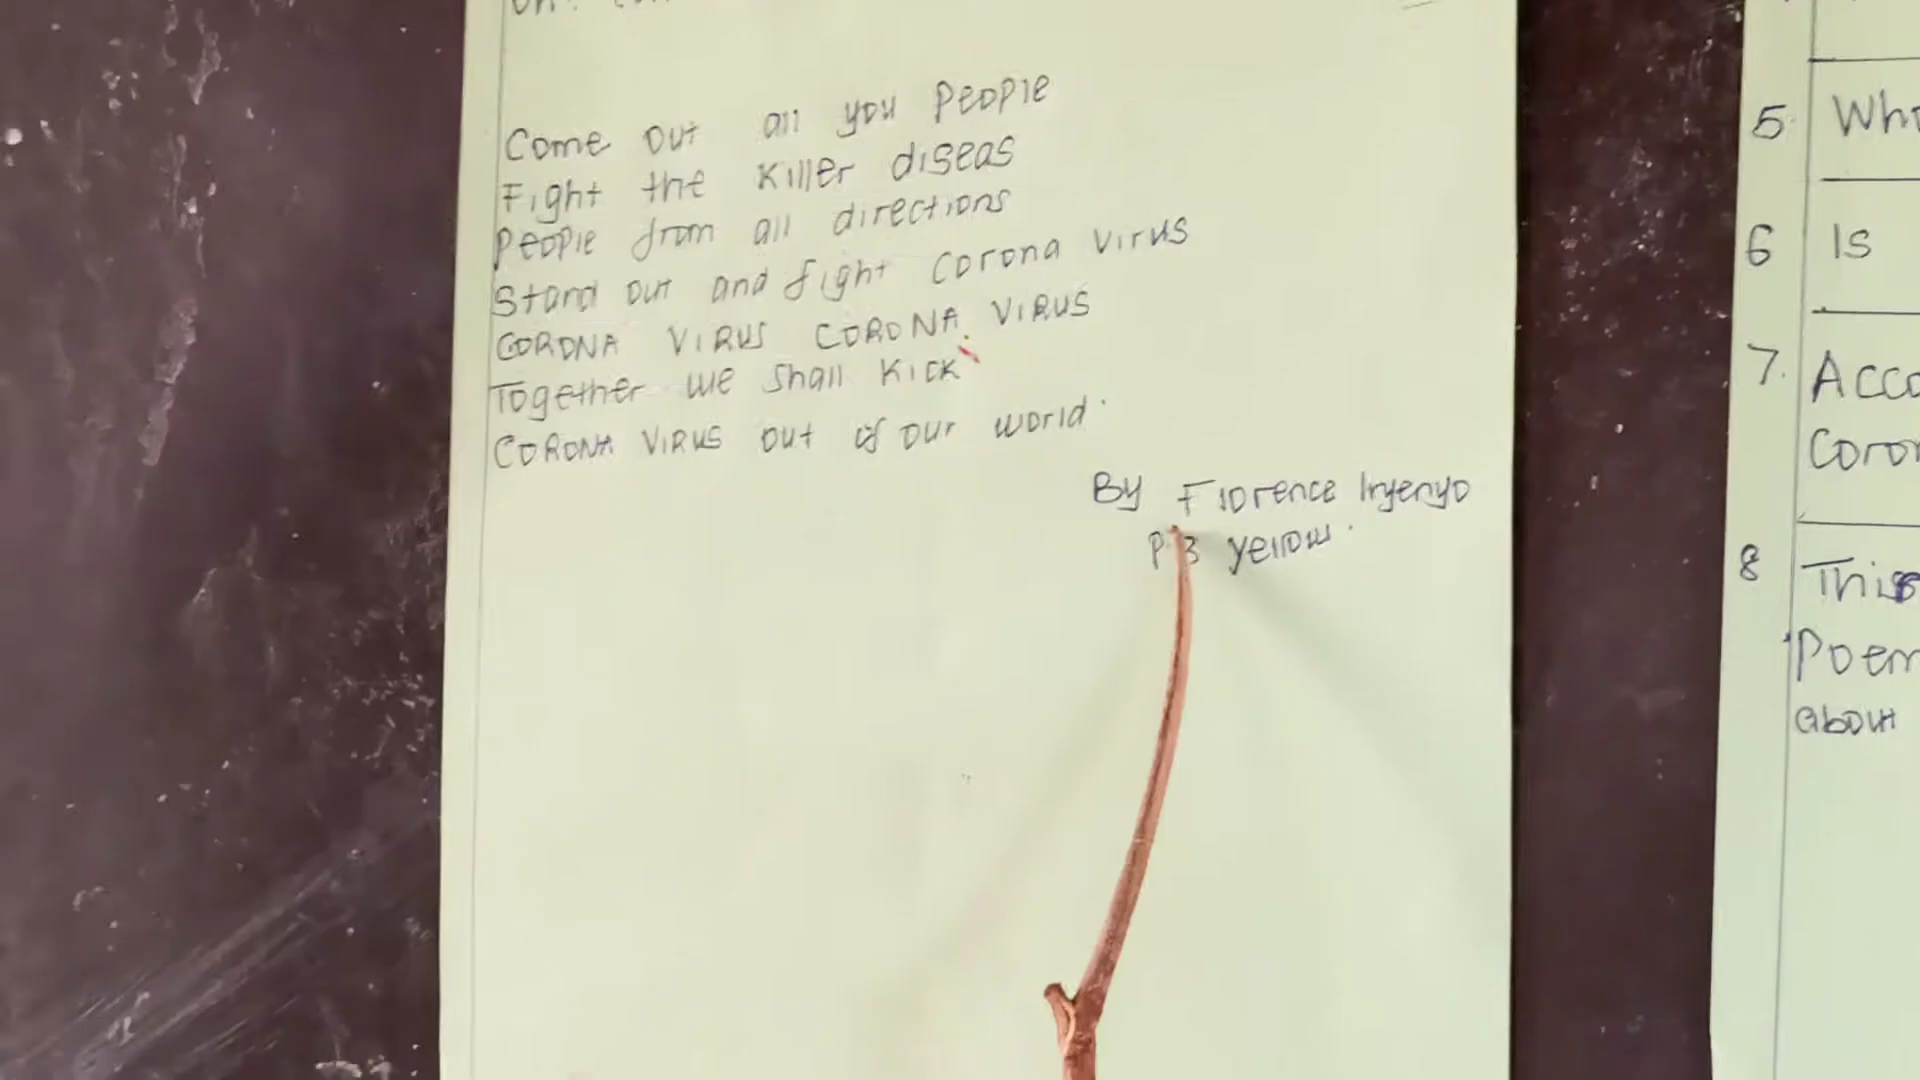 Come out all you people
Fight the killer diseas
people from all directions
Stand out and fight Corona Virus
CORONA VIRUS CORONA VIRUS
Together we shall kick
CORONA VIRUS out of our world.
By Florence Inyenyo
P.3 yellow.
5. Who
6 Is
7. Acco
Coron
8 This
Poem
about